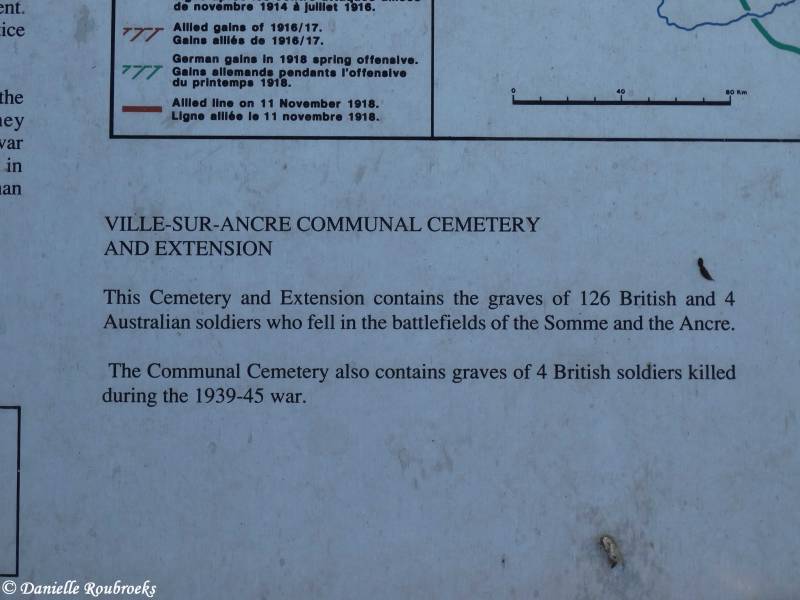 ent.
tice
the
ney
war
in
man
de novembre 1914 à juillet 1916.
Allied gains of 1916/17.
Gains alliés de 1916/17.
German gains in 1918 spring offensive.
Gains allemands pendants l'offensive
du printemps 1918.
Allied line on 11 November 1918.
Ligne alliée le 11 novembre 1918.
0 40 80 Km
VILLE-SUR-ANCRE COMMUNAL CEMETERY
AND EXTENSION
This Cemetery and Extension contains the graves of 126 British and 4
Australian soldiers who fell in the battlefields of the Somme and the Ancre.
The Communal Cemetery also contains graves of 4 British soldiers killed
during the 1939-45 war.
© Danielle Roubroeks